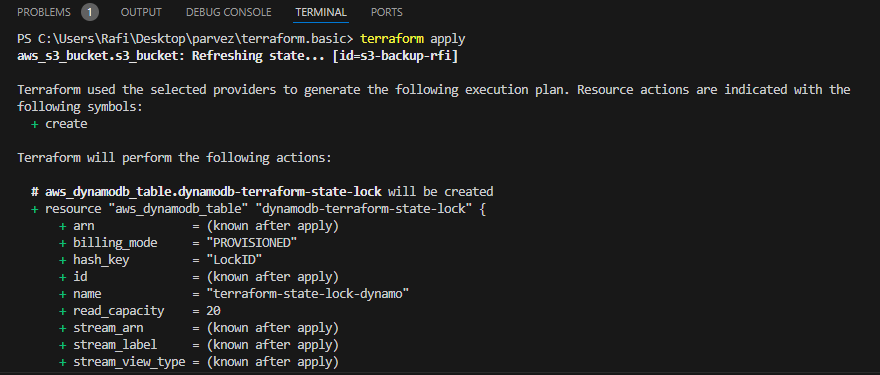 PROBLEMS 1 OUTPUT DEBUG CONSOLE TERMINAL PORTS
PS C:\Users\Rafi\Desktop\parvez\terraform.basic> terraform apply
aws_s3_bucket.s3_bucket: Refreshing state... [id=s3-backup-rfi]
Terraform used the selected providers to generate the following execution plan. Resource actions are indicated with the
following symbols:
+ create
Terraform will perform the following actions:
# aws_dynamodb_table.dynamodb-terraform-state-lock will be created
+ resource "aws_dynamodb_table" "dynamodb-terraform-state-lock" {
+ arn = (known after apply)
+ billing_mode = "PROVISIONED"
+ hash_key = "LockID"
+ id = (known after apply)
+ name = "terraform-state-lock-dynamo"
+ read_capacity = 20
+ stream_arn = (known after apply)
+ stream_label = (known after apply)
+ stream_view_type = (known after apply)